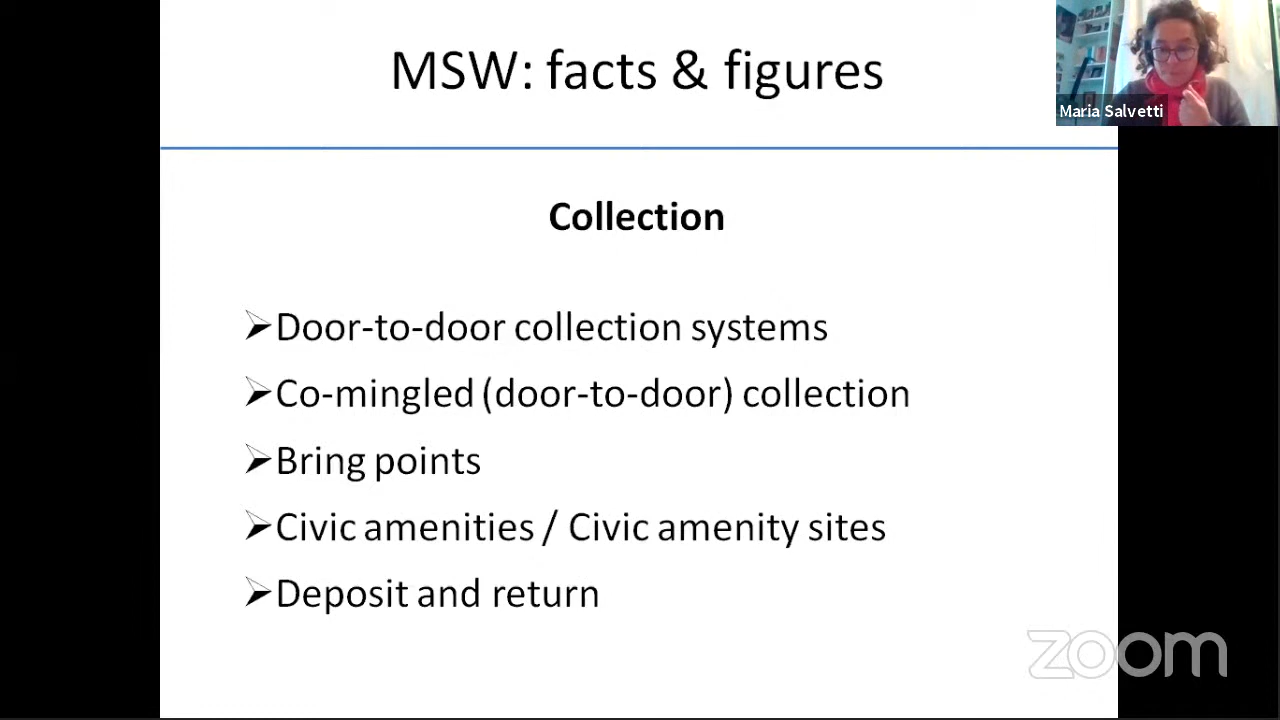 MSW: facts & figures
Maria Salvetti
Collection
Door-to-door collection systems
Co-mingled (door-to-door) collection
Bring points
Civic amenities / Civic amenity sites
Deposit and return
zoom